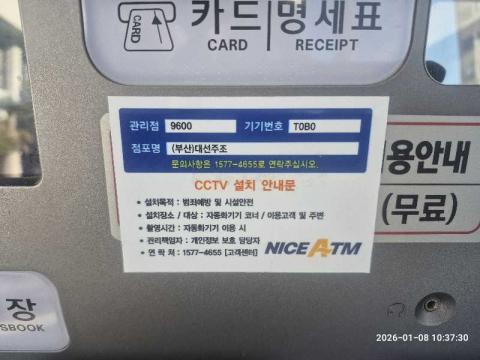 CARD
카드 명세표
CARD RECEIPT
관리점 9600 기기번호 T0B0
점포명 (부산)대선주조
문의사항은 1577-4655로 연락주십시오.
CCTV 설치 안내문
• 설치목적 : 범죄예방 및 시설안전
• 설치장소 / 대상 : 자동화기기 코너 / 이용고객 및 주변
• 촬영시간 : 자동화기기 이용 시
• 관리책임자 : 개인정보 보호 담당자
• 연 락 처 : 1577-4655 [고객센터]
NICE ATM
용안내
(무료)
장
SBOOK
2026-01-08 10:37:30